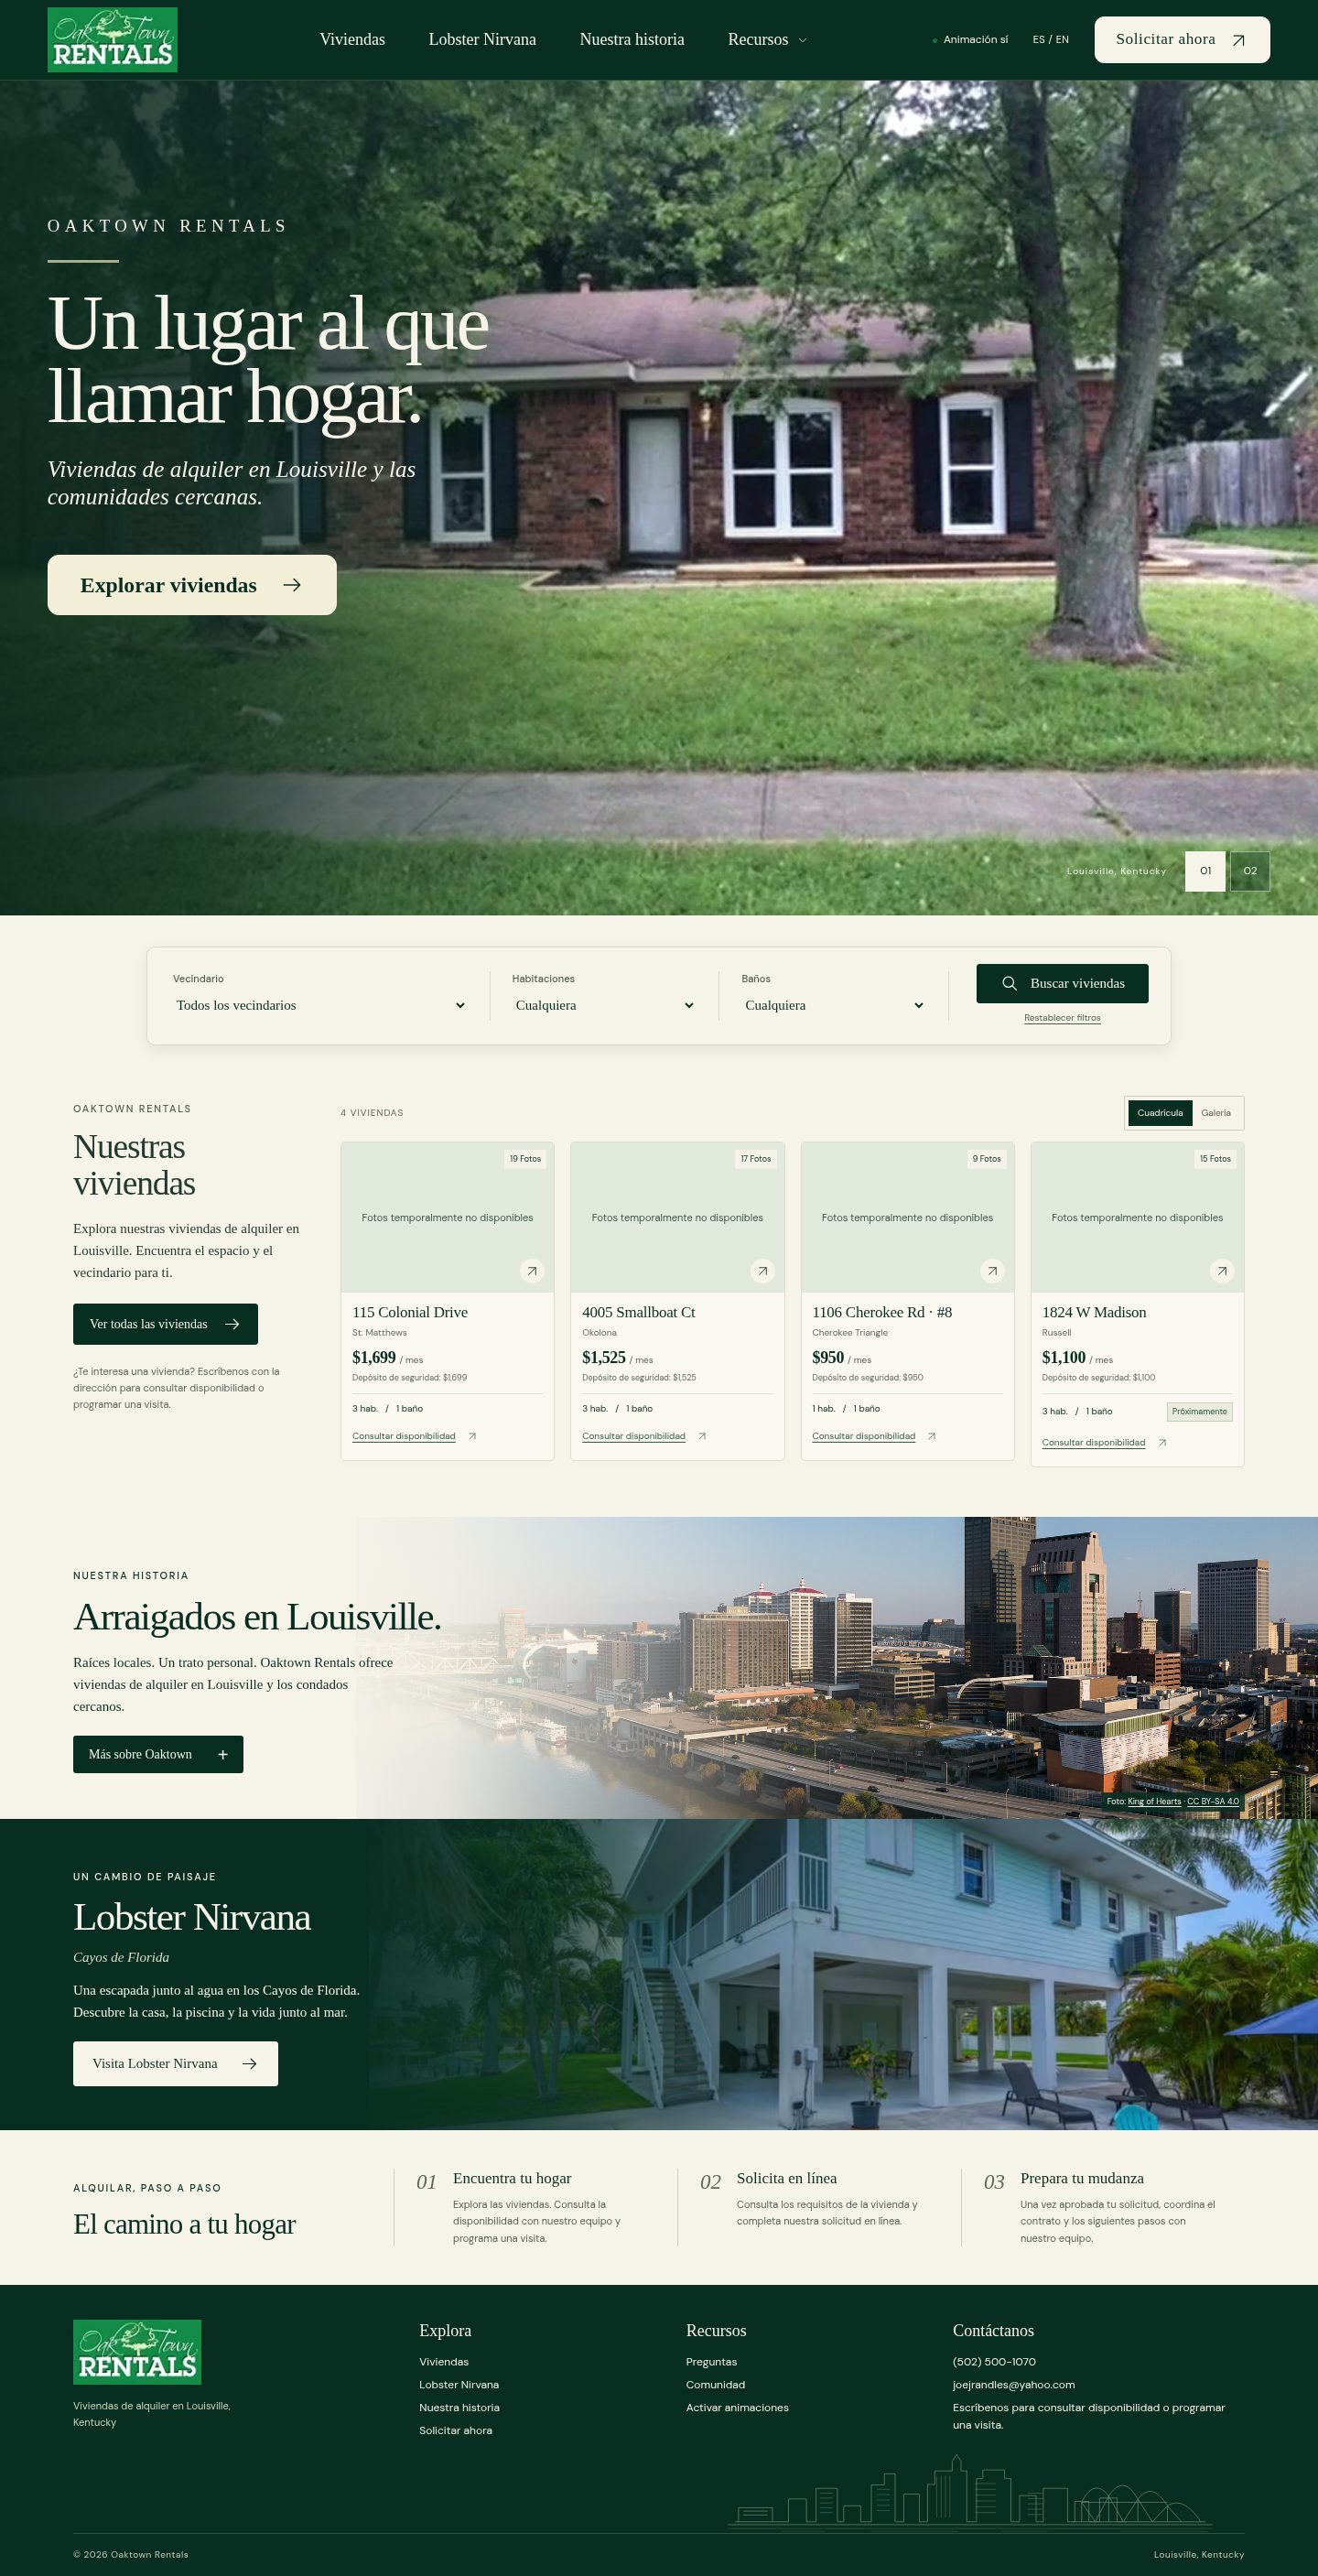 Oak Town
RENTALS
Viviendas
Lobster Nirvana
Nuestra historia
Recursos
Animación sí
ES / EN
Solicitar ahora
OAKTOWN RENTALS
Un lugar al que
llamar hogar.
Viviendas de alquiler en Louisville y las
comunidades cercanas.
Explorar viviendas
Louisville, Kentucky
01
02
Vecindario
Todos los vecindarios
Habitaciones
Cualquiera
Baños
Cualquiera
Buscar viviendas
Restablecer filtros
OAKTOWN RENTALS
Nuestras
viviendas
Explora nuestras viviendas de alquiler en
Louisville. Encuentra el espacio y el
vecindario para ti.
Ver todas las viviendas
¿Te interesa una vivienda? Escríbenos con la
dirección para consultar disponibilidad o
programar una visita.
4 VIVIENDAS
Cuadrícula
Galería
19 Fotos
Fotos temporalmente no disponibles
115 Colonial Drive
St. Matthews
$1,699 / mes
Depósito de seguridad: $1,699
3 hab. / 1 baño
Consultar disponibilidad
17 Fotos
Fotos temporalmente no disponibles
4005 Smallboat Ct
Okolona
$1,525 / mes
Depósito de seguridad: $1,525
3 hab. / 1 baño
Consultar disponibilidad
9 Fotos
Fotos temporalmente no disponibles
1106 Cherokee Rd · #8
Cherokee Triangle
$950 / mes
Depósito de seguridad: $950
1 hab. / 1 baño
Consultar disponibilidad
15 Fotos
Fotos temporalmente no disponibles
1824 W Madison
Russell
$1,100 / mes
Depósito de seguridad: $1,100
3 hab. / 1 baño
Próximamente
Consultar disponibilidad
NUESTRA HISTORIA
Arraigados en Louisville.
Raíces locales. Un trato personal. Oaktown Rentals ofrece
viviendas de alquiler en Louisville y los condados
cercanos.
Más sobre Oaktown
Foto: King of Hearts · CC BY-SA 4.0
UN CAMBIO DE PAISAJE
Lobster Nirvana
Cayos de Florida
Una escapada junto al agua en los Cayos de Florida.
Descubre la casa, la piscina y la vida junto al mar.
Visita Lobster Nirvana
ALQUILAR, PASO A PASO
El camino a tu hogar
01
Encuentra tu hogar
Explora las viviendas. Consulta la
disponibilidad con nuestro equipo y
programa una visita.
02
Solicita en línea
Consulta los requisitos de la vivienda y
completa nuestra solicitud en línea.
03
Prepara tu mudanza
Una vez aprobada tu solicitud, coordina el
contrato y los siguientes pasos con
nuestro equipo.
Oak Town
RENTALS
Viviendas de alquiler en Louisville,
Kentucky
Explora
Viviendas
Lobster Nirvana
Nuestra historia
Solicitar ahora
Recursos
Preguntas
Comunidad
Activar animaciones
Contáctanos
(502) 500-1070
joejrandles@yahoo.com
Escríbenos para consultar disponibilidad o programar
una visita.
© 2026 Oaktown Rentals
Louisville, Kentucky